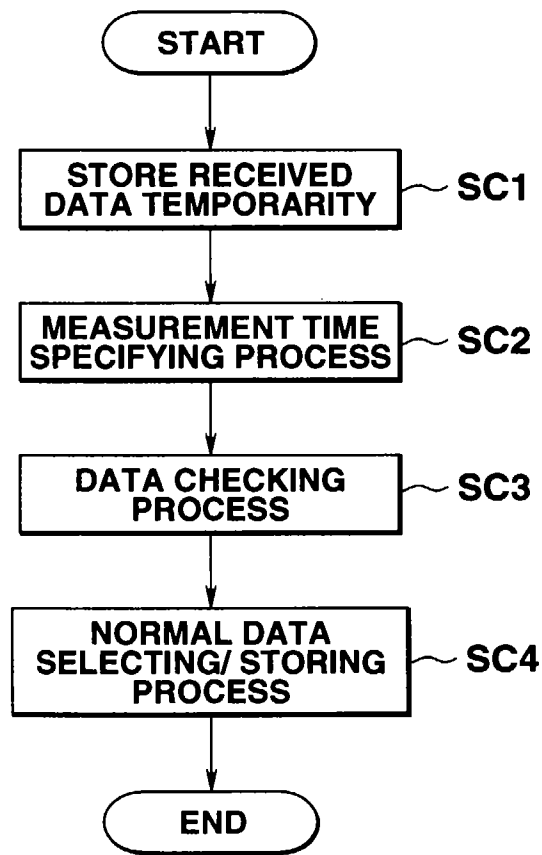 START
STORE RECEIVED
DATA TEMPORARITY
SC1
MEASUREMENT TIME
SPECIFYING PROCESS
SC2
DATA CHECKING
PROCESS
SC3
NORMAL DATA
SELECTING/ STORING
PROCESS
SC4
END